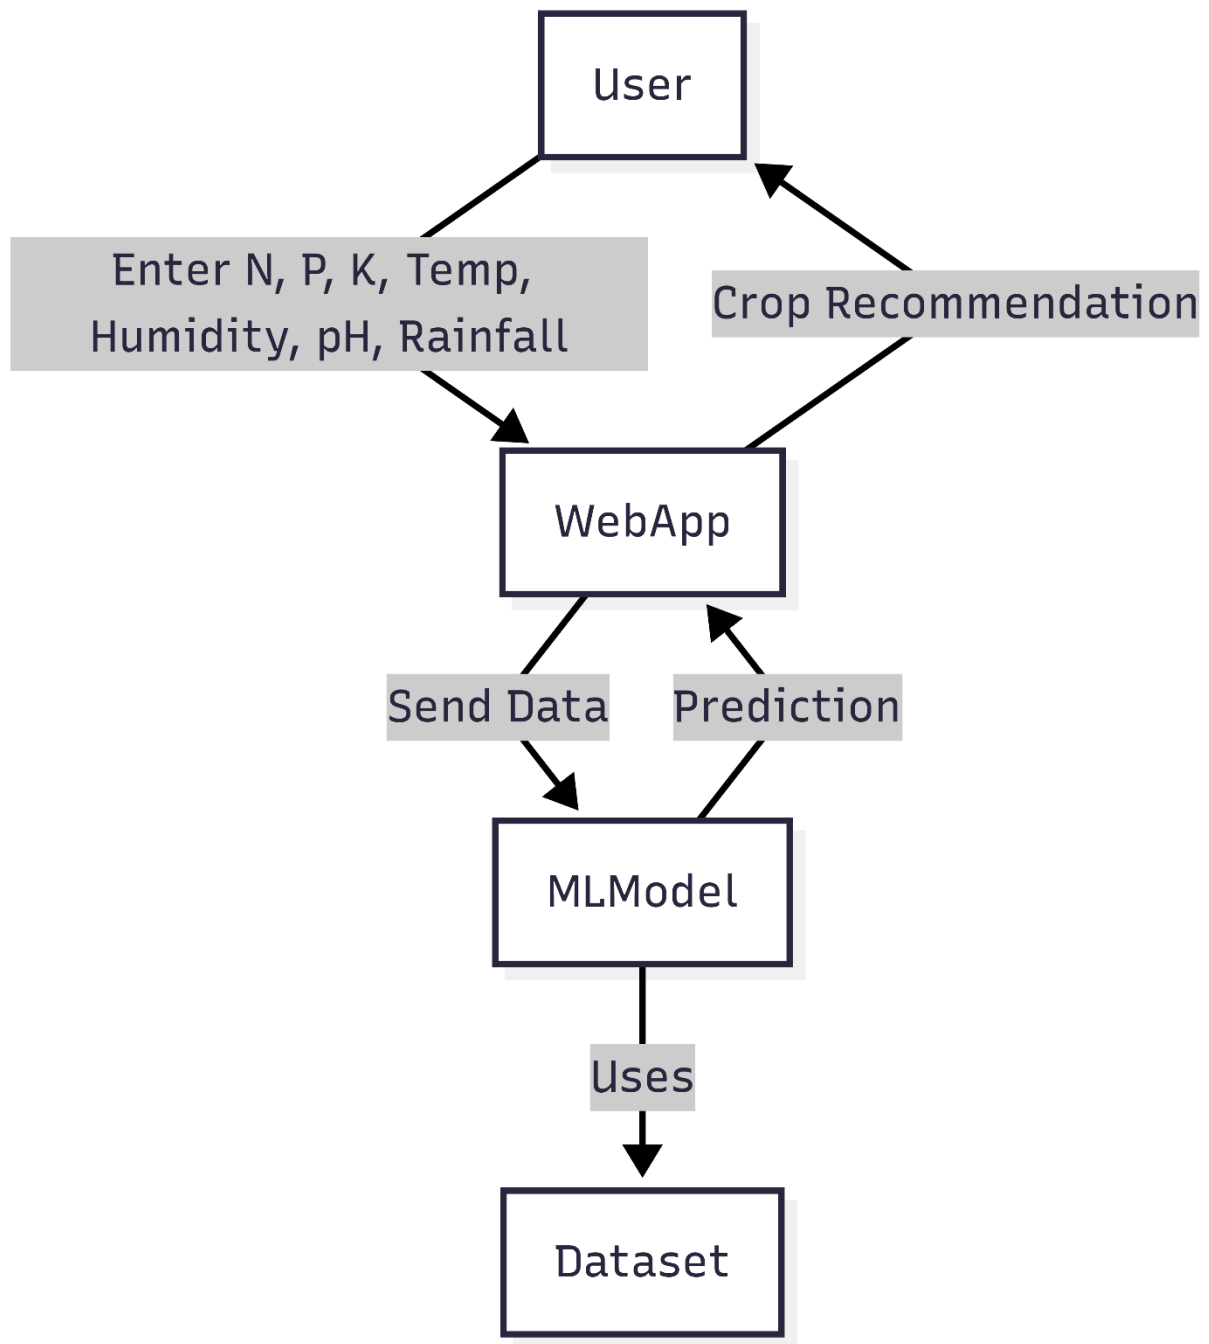 User
Enter N, P, K, Temp,
Humidity, pH, Rainfall
Crop Recommendation
WebApp
Send Data
Prediction
MLModel
Uses
Dataset